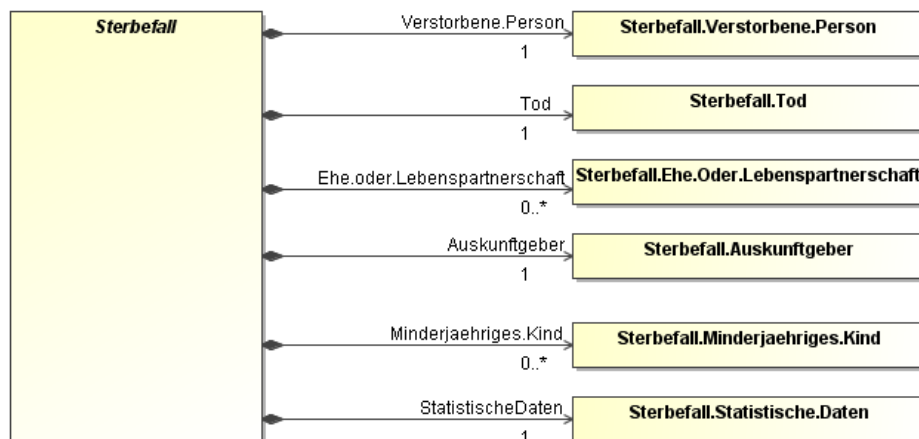 Sterbefall
Verstorbene.Person
1
Sterbefall.Verstorbene.Person
Tod
1
Sterbefall.Tod
Ehe.oder.Lebenspartnerschaft
0..*
Sterbefall.Ehe.Oder.Lebenspartnerschaft
Auskunftgeber
1
Sterbefall.Auskunftgeber
Minderjaehriges.Kind
0..*
Sterbefall.Minderjaehriges.Kind
StatistischeDaten
1
Sterbefall.Statistische.Daten